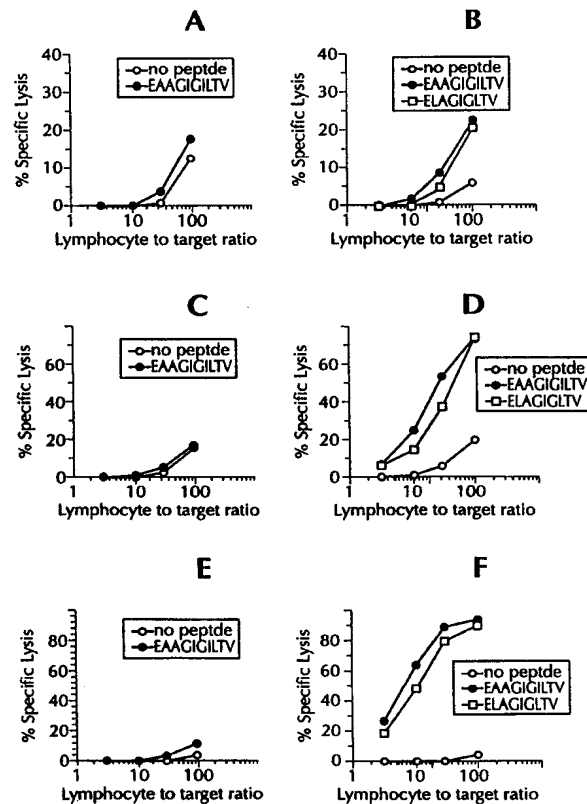 A
% Specific Lysis
40
30
20
10
0
no peptde
EAAGIGILTV
1
10
100
Lymphocyte to target ratio
B
% Specific Lysis
40
30
20
10
0
no peptde
EAAGIGILTV
ELAGIGLTV
1
10
100
Lymphocyte to target ratio
C
% Specific Lysis
60
40
20
0
no peptde
EAAGIGILTV
1
10
100
Lymphocyte to target ratio
D
% Specific Lysis
60
40
20
0
no peptde
EAAGIGILTV
ELAGIGLTV
1
10
100
Lymphocyte to target ratio
E
% Specific Lysis
80
60
40
20
0
no peptde
EAAGIGILTV
1
10
100
Lymphocyte to target ratio
F
% Specific Lysis
80
60
40
20
0
no peptde
EAAGIGILTV
ELAGIGLTV
1
10
100
Lymphocyte to target ratio